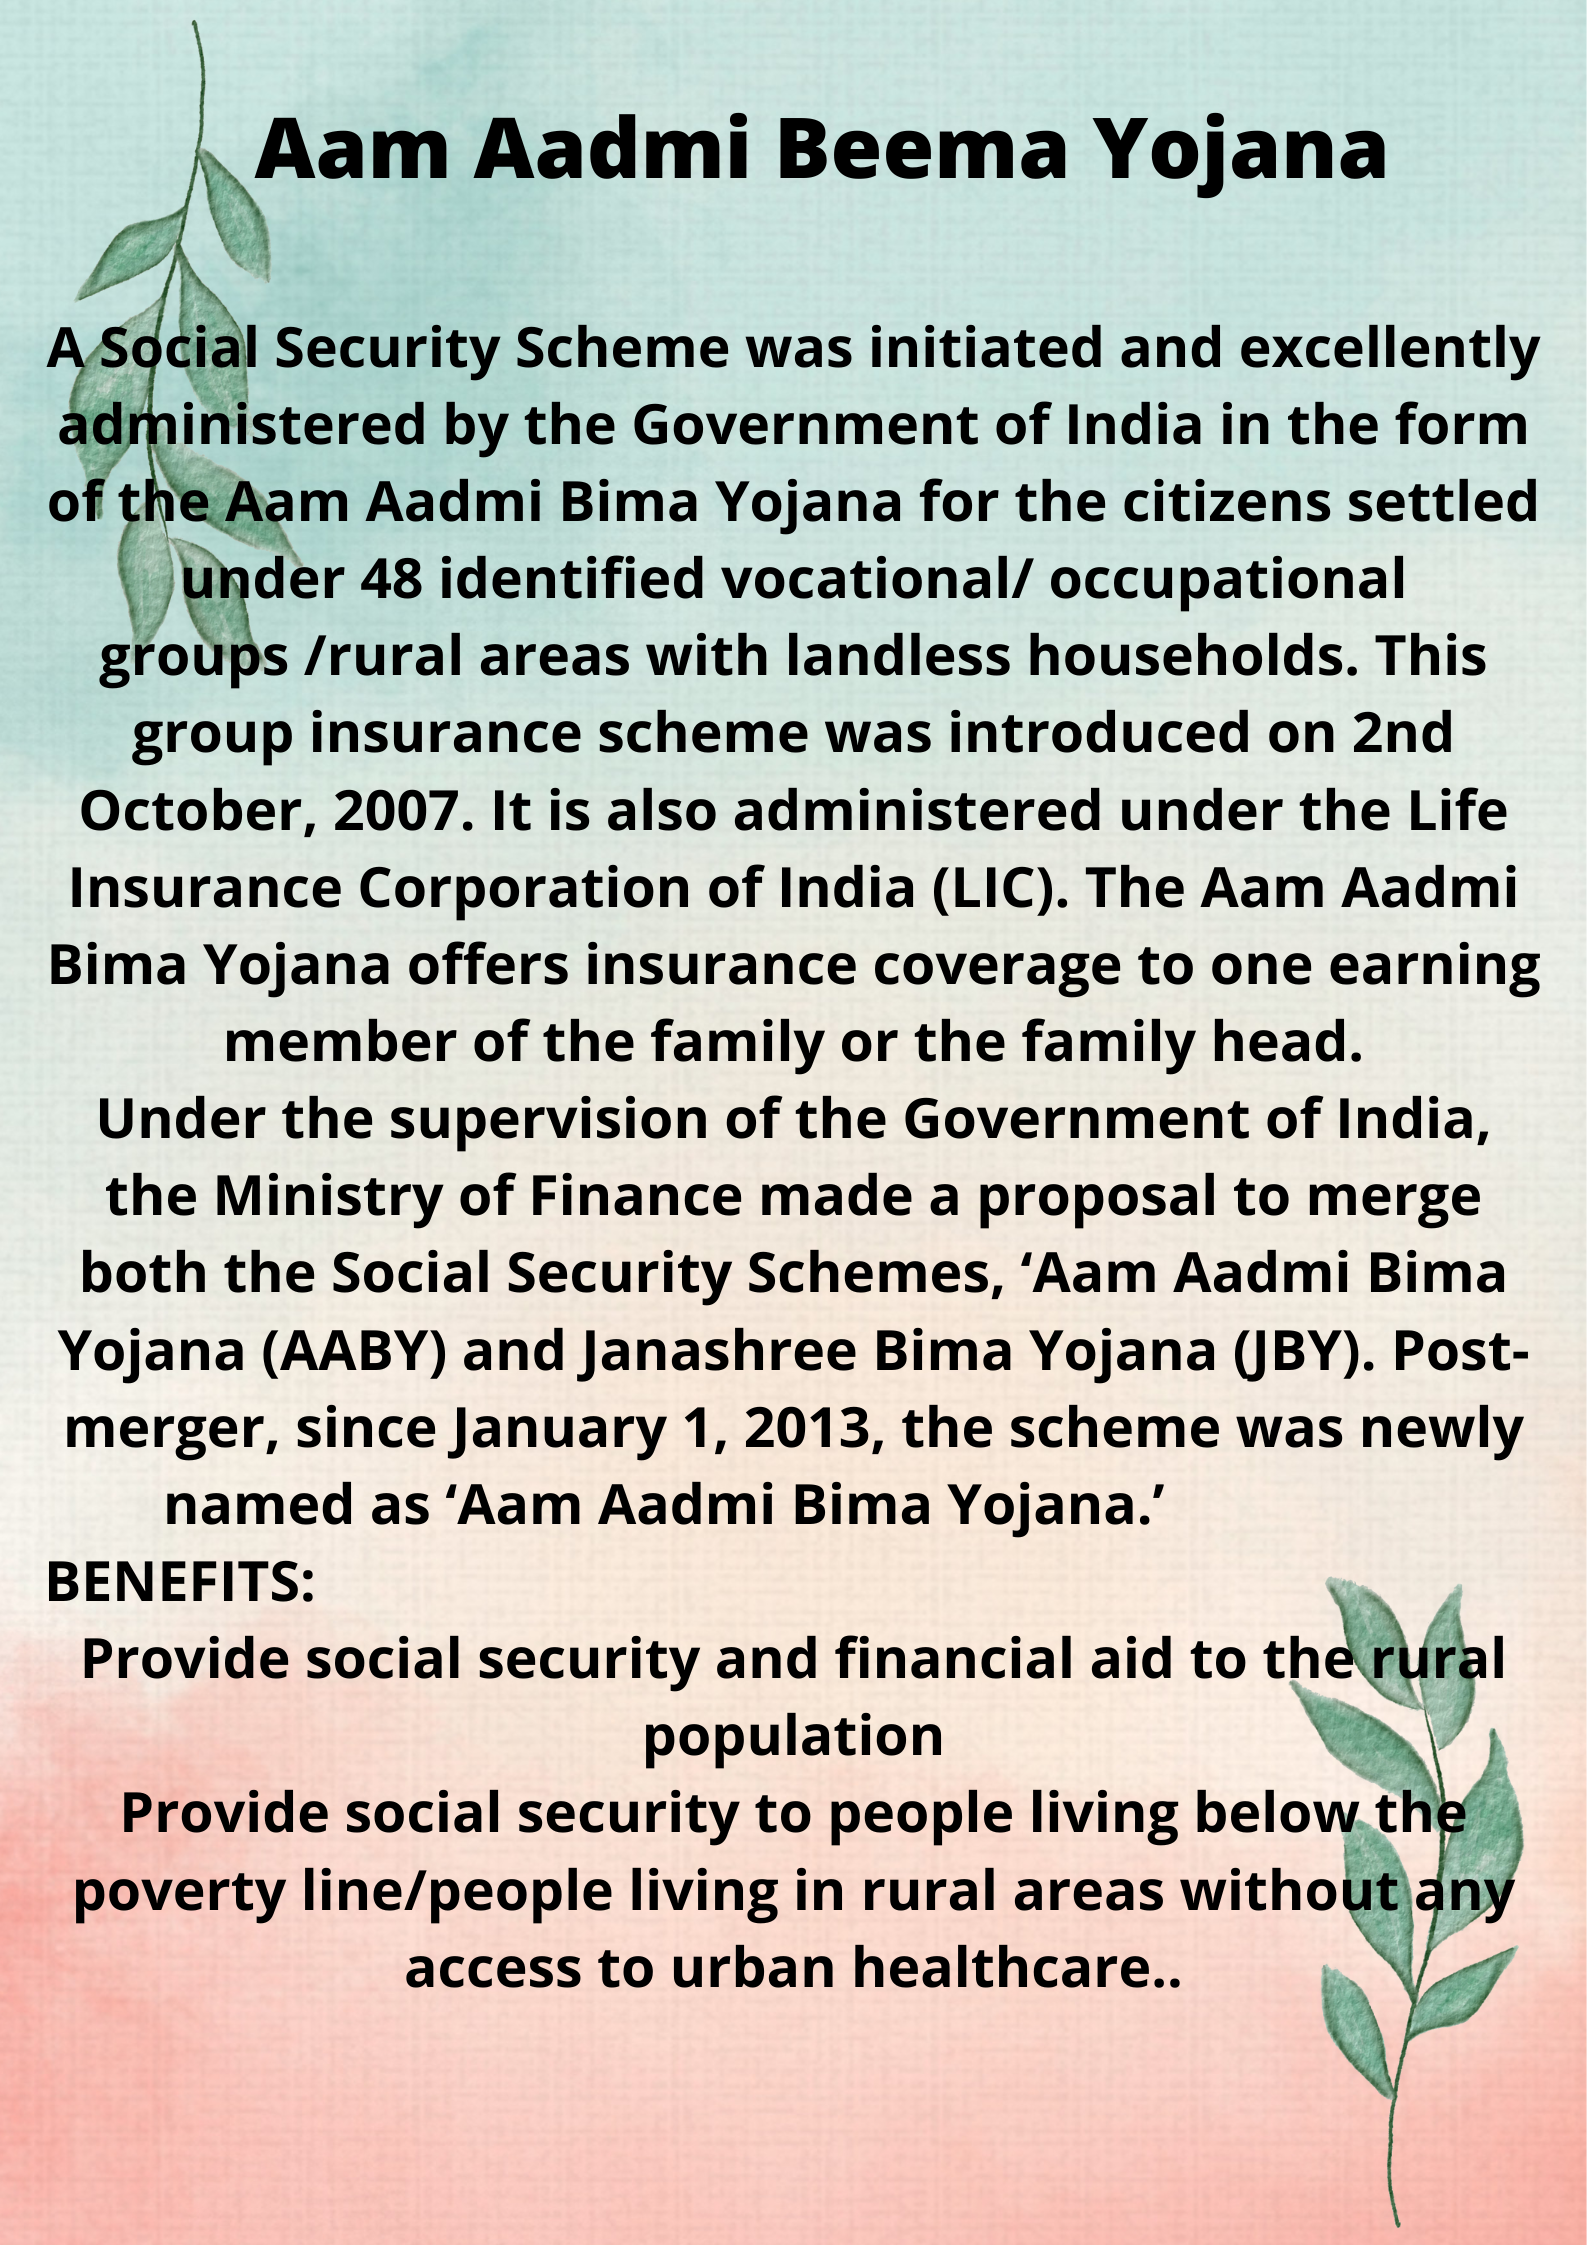 Aam Aadmi Beema Yojana
A Social Security Scheme was initiated and excellently
administered by the Government of India in the form
of the Aam Aadmi Bima Yojana for the citizens settled
under 48 identified vocational/ occupational
groups /rural areas with landless households. This
group insurance scheme was introduced on 2nd
October, 2007. It is also administered under the Life
Insurance Corporation of India (LIC). The Aam Aadmi
Bima Yojana offers insurance coverage to one earning
member of the family or the family head.
Under the supervision of the Government of India,
the Ministry of Finance made a proposal to merge
both the Social Security Schemes, ‘Aam Aadmi Bima
Yojana (AABY) and Janashree Bima Yojana (JBY). Post-
merger, since January 1, 2013, the scheme was newly
named as ‘Aam Aadmi Bima Yojana.’
BENEFITS:
Provide social security and financial aid to the rural
population
Provide social security to people living below the
poverty line/people living in rural areas without any
access to urban healthcare..